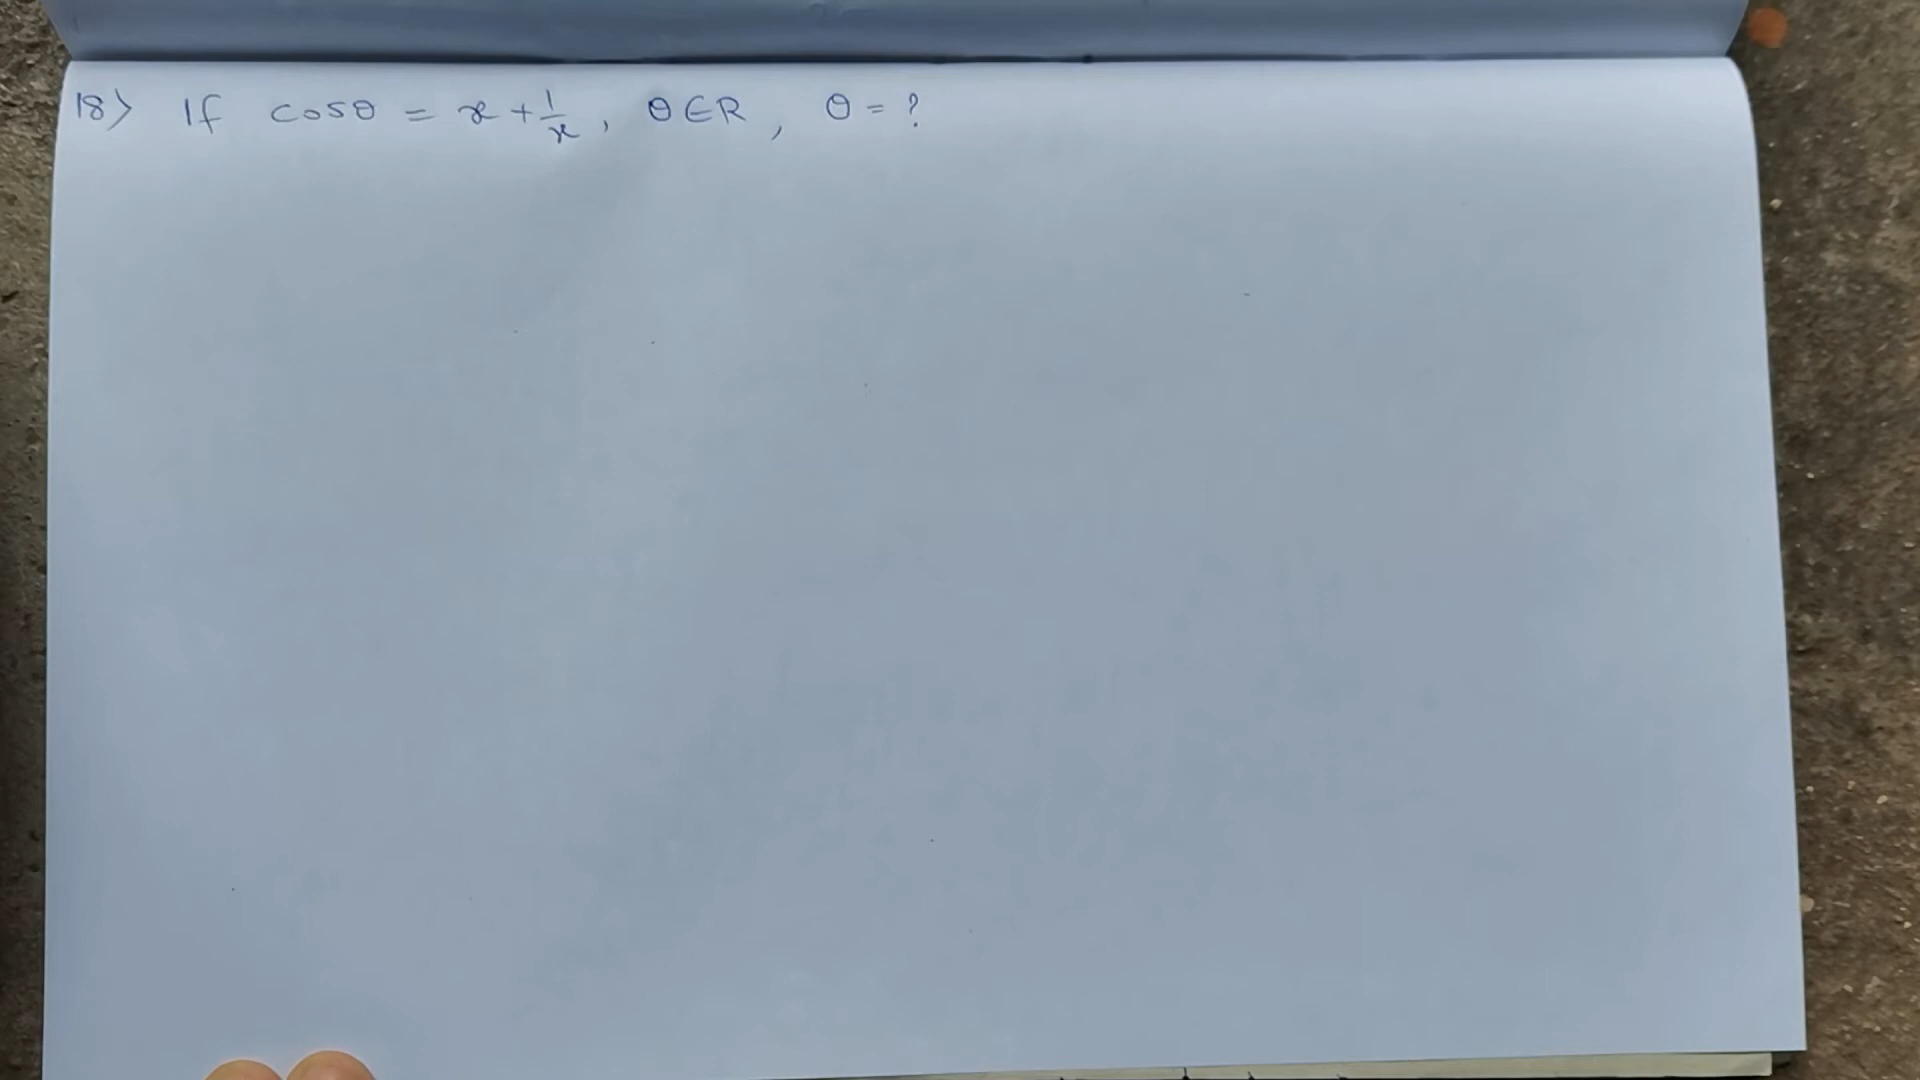 18> If cosθ = x + 1/x, θ∈R, θ = ?